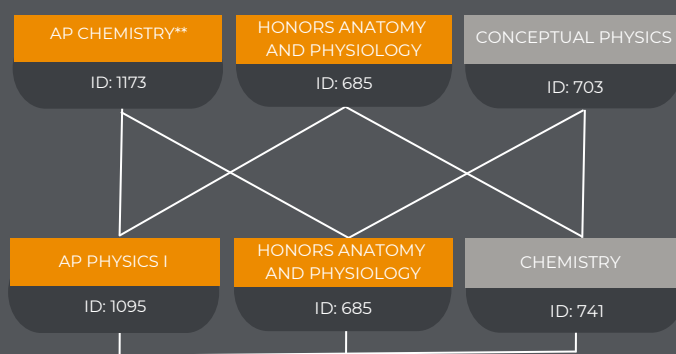 AP CHEMISTRY**
ID: 1173
HONORS ANATOMY
AND PHYSIOLOGY
ID: 685
CONCEPTUAL PHYSICS
ID: 703
AP PHYSICS I
ID: 1095
HONORS ANATOMY
AND PHYSIOLOGY
ID: 685
CHEMISTRY
ID: 741